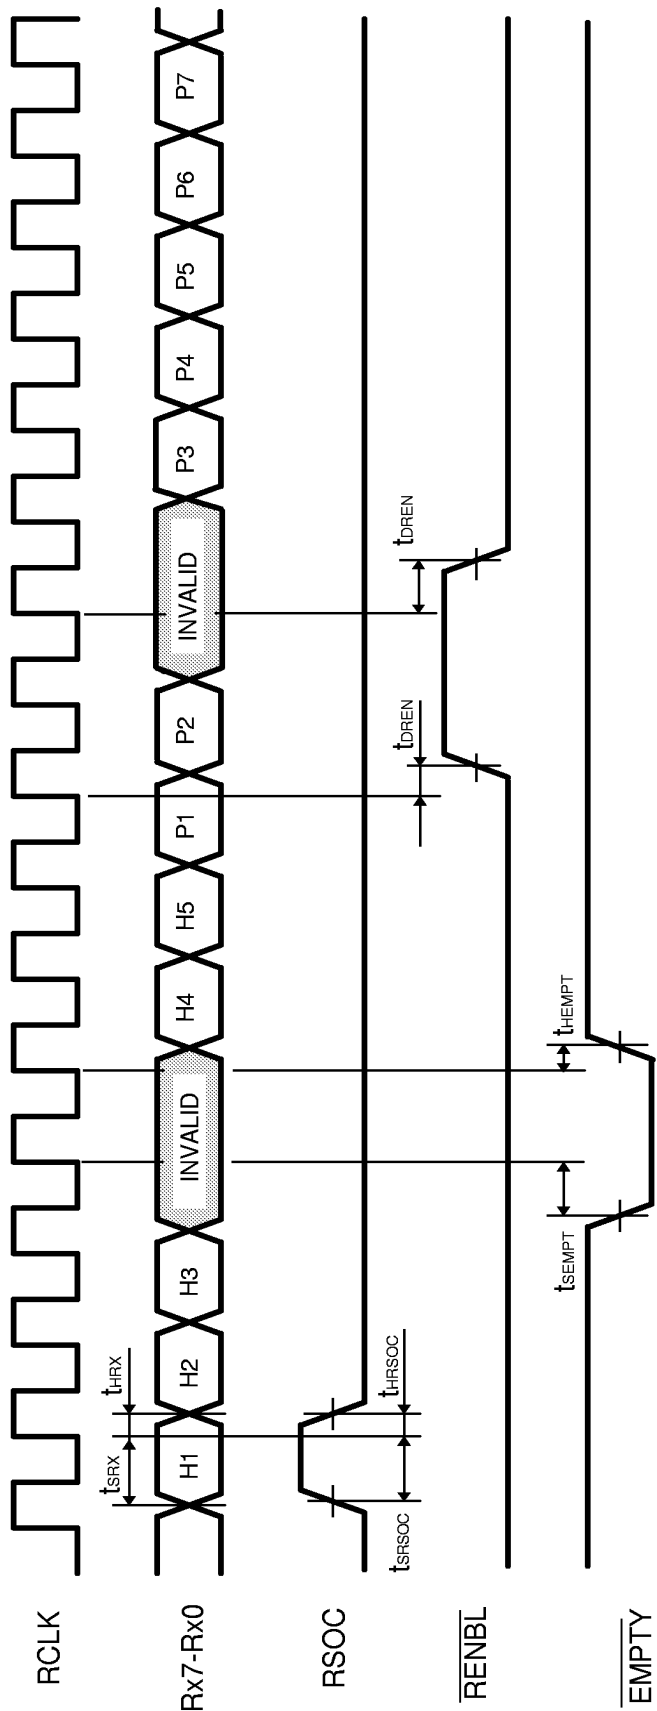 RCLK
Rx7-Rx0
H1
H2
H3
INVALID
H4
H5
P1
P2
INVALID
P3
P4
P5
P6
P7
tSRX
tHRX
RSOC
tSRSOC
tHRSOC
RENBL
tDREN
tDREN
EMPTY
tSEMPT
tHEMPT